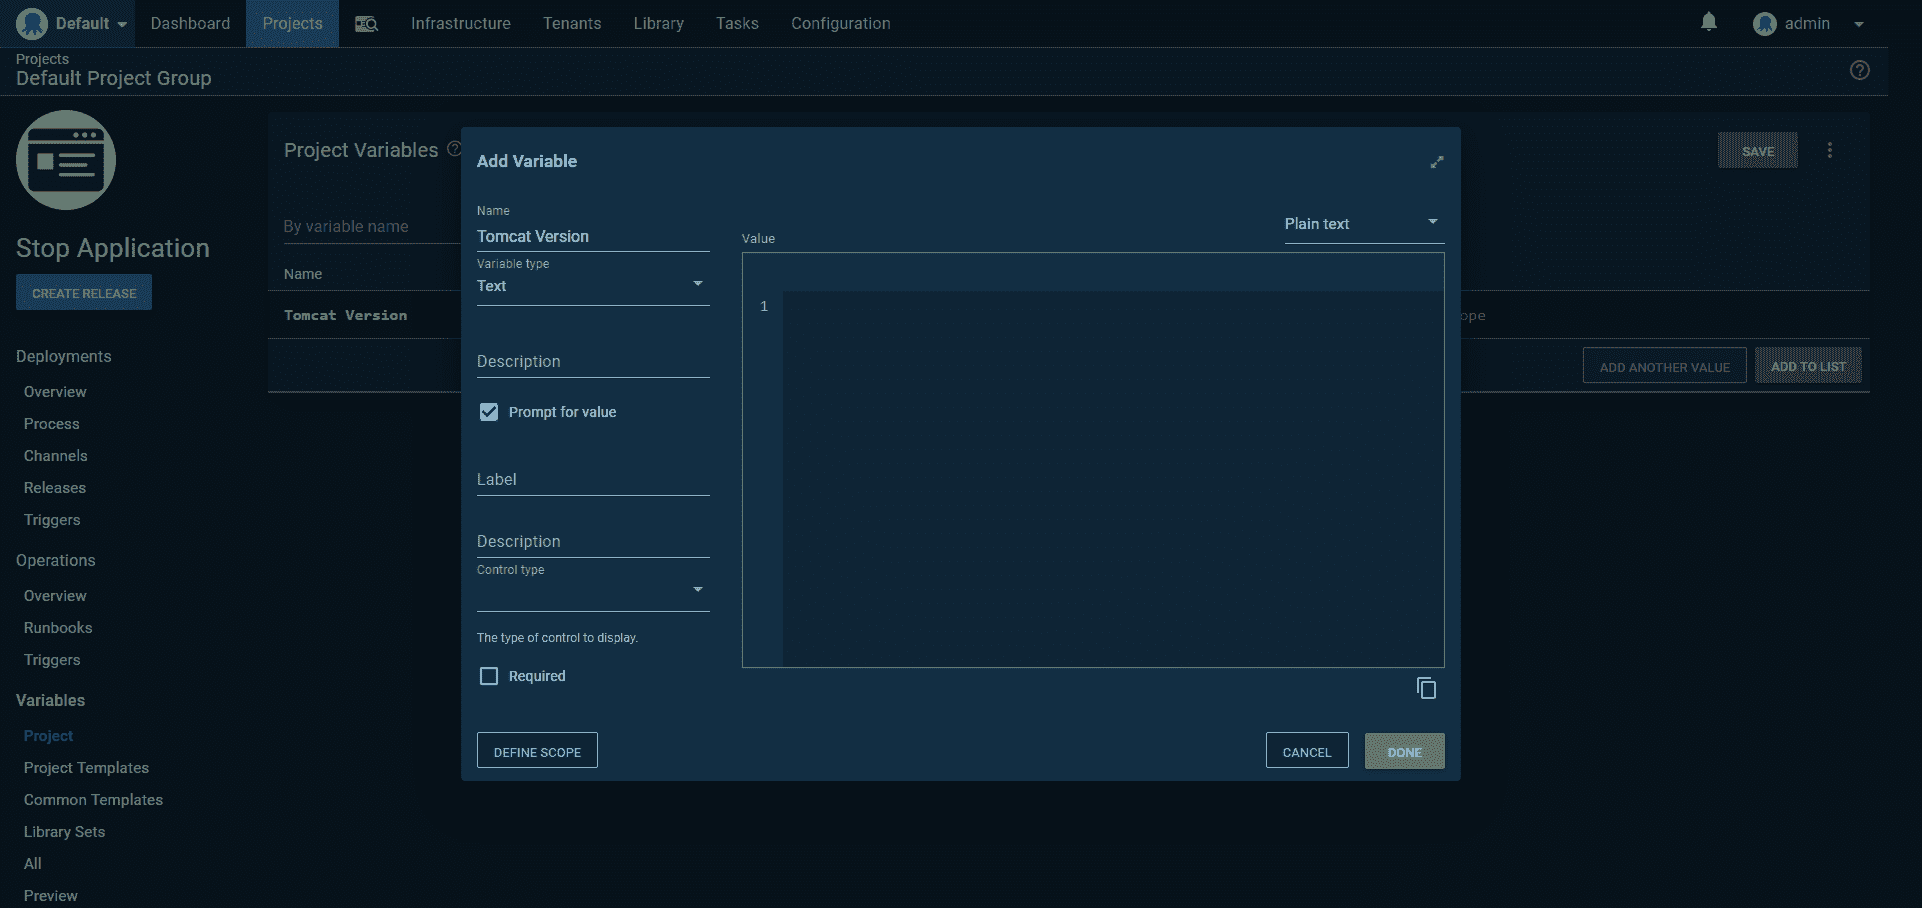 Default Dashboard Projects Infrastructure Tenants Library Tasks Configuration admin
Projects
Default Project Group
Project Variables
SAVE
Add Variable
Name
Tomcat Version
Variable type
Text
Description
Prompt for value
Label
Description
Control type
The type of control to display.
Required
Value
Plain text
1
DEFINE SCOPE
CANCEL
DONE
By variable name
Name
Tomcat Version
ope
ADD ANOTHER VALUE
ADD TO LIST
Stop Application
CREATE RELEASE
Deployments
Overview
Process
Channels
Releases
Triggers
Operations
Overview
Runbooks
Triggers
Variables
Project
Project Templates
Common Templates
Library Sets
All
Preview